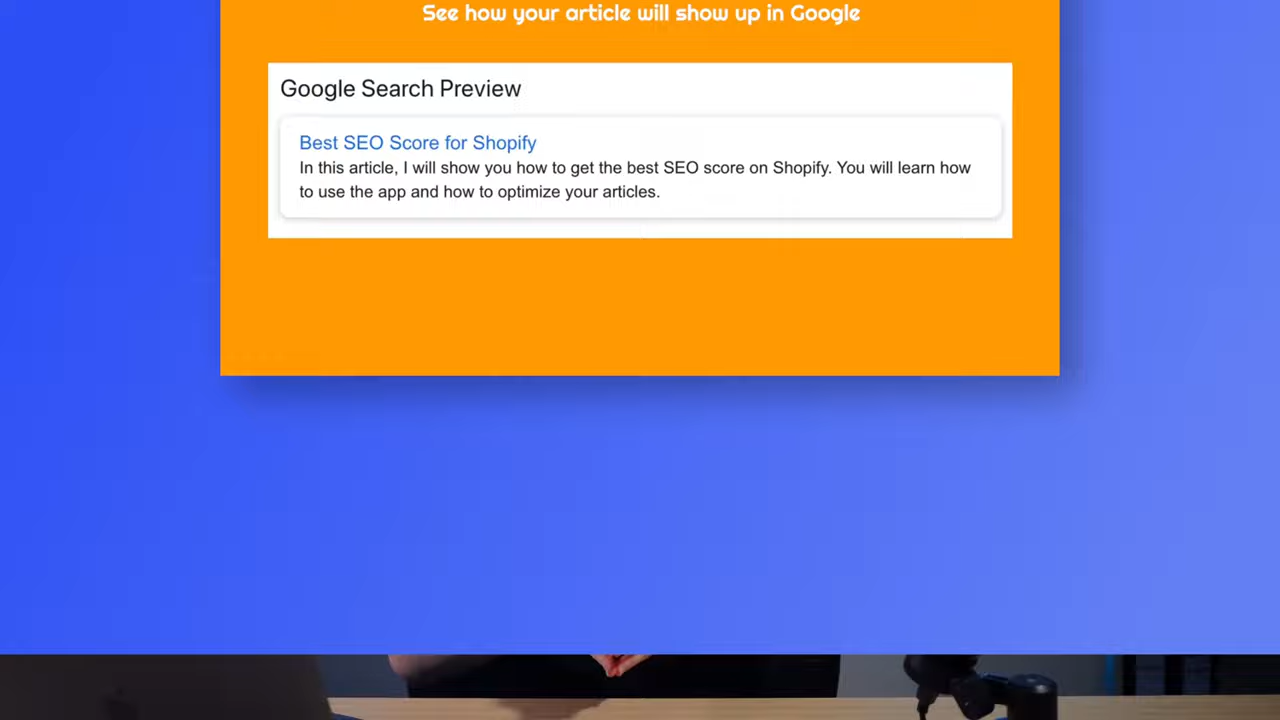 See how your article will show up in Google
Google Search Preview
Best SEO Score for Shopify
In this article, I will show you how to get the best SEO score on Shopify. You will learn how
to use the app and how to optimize your articles.